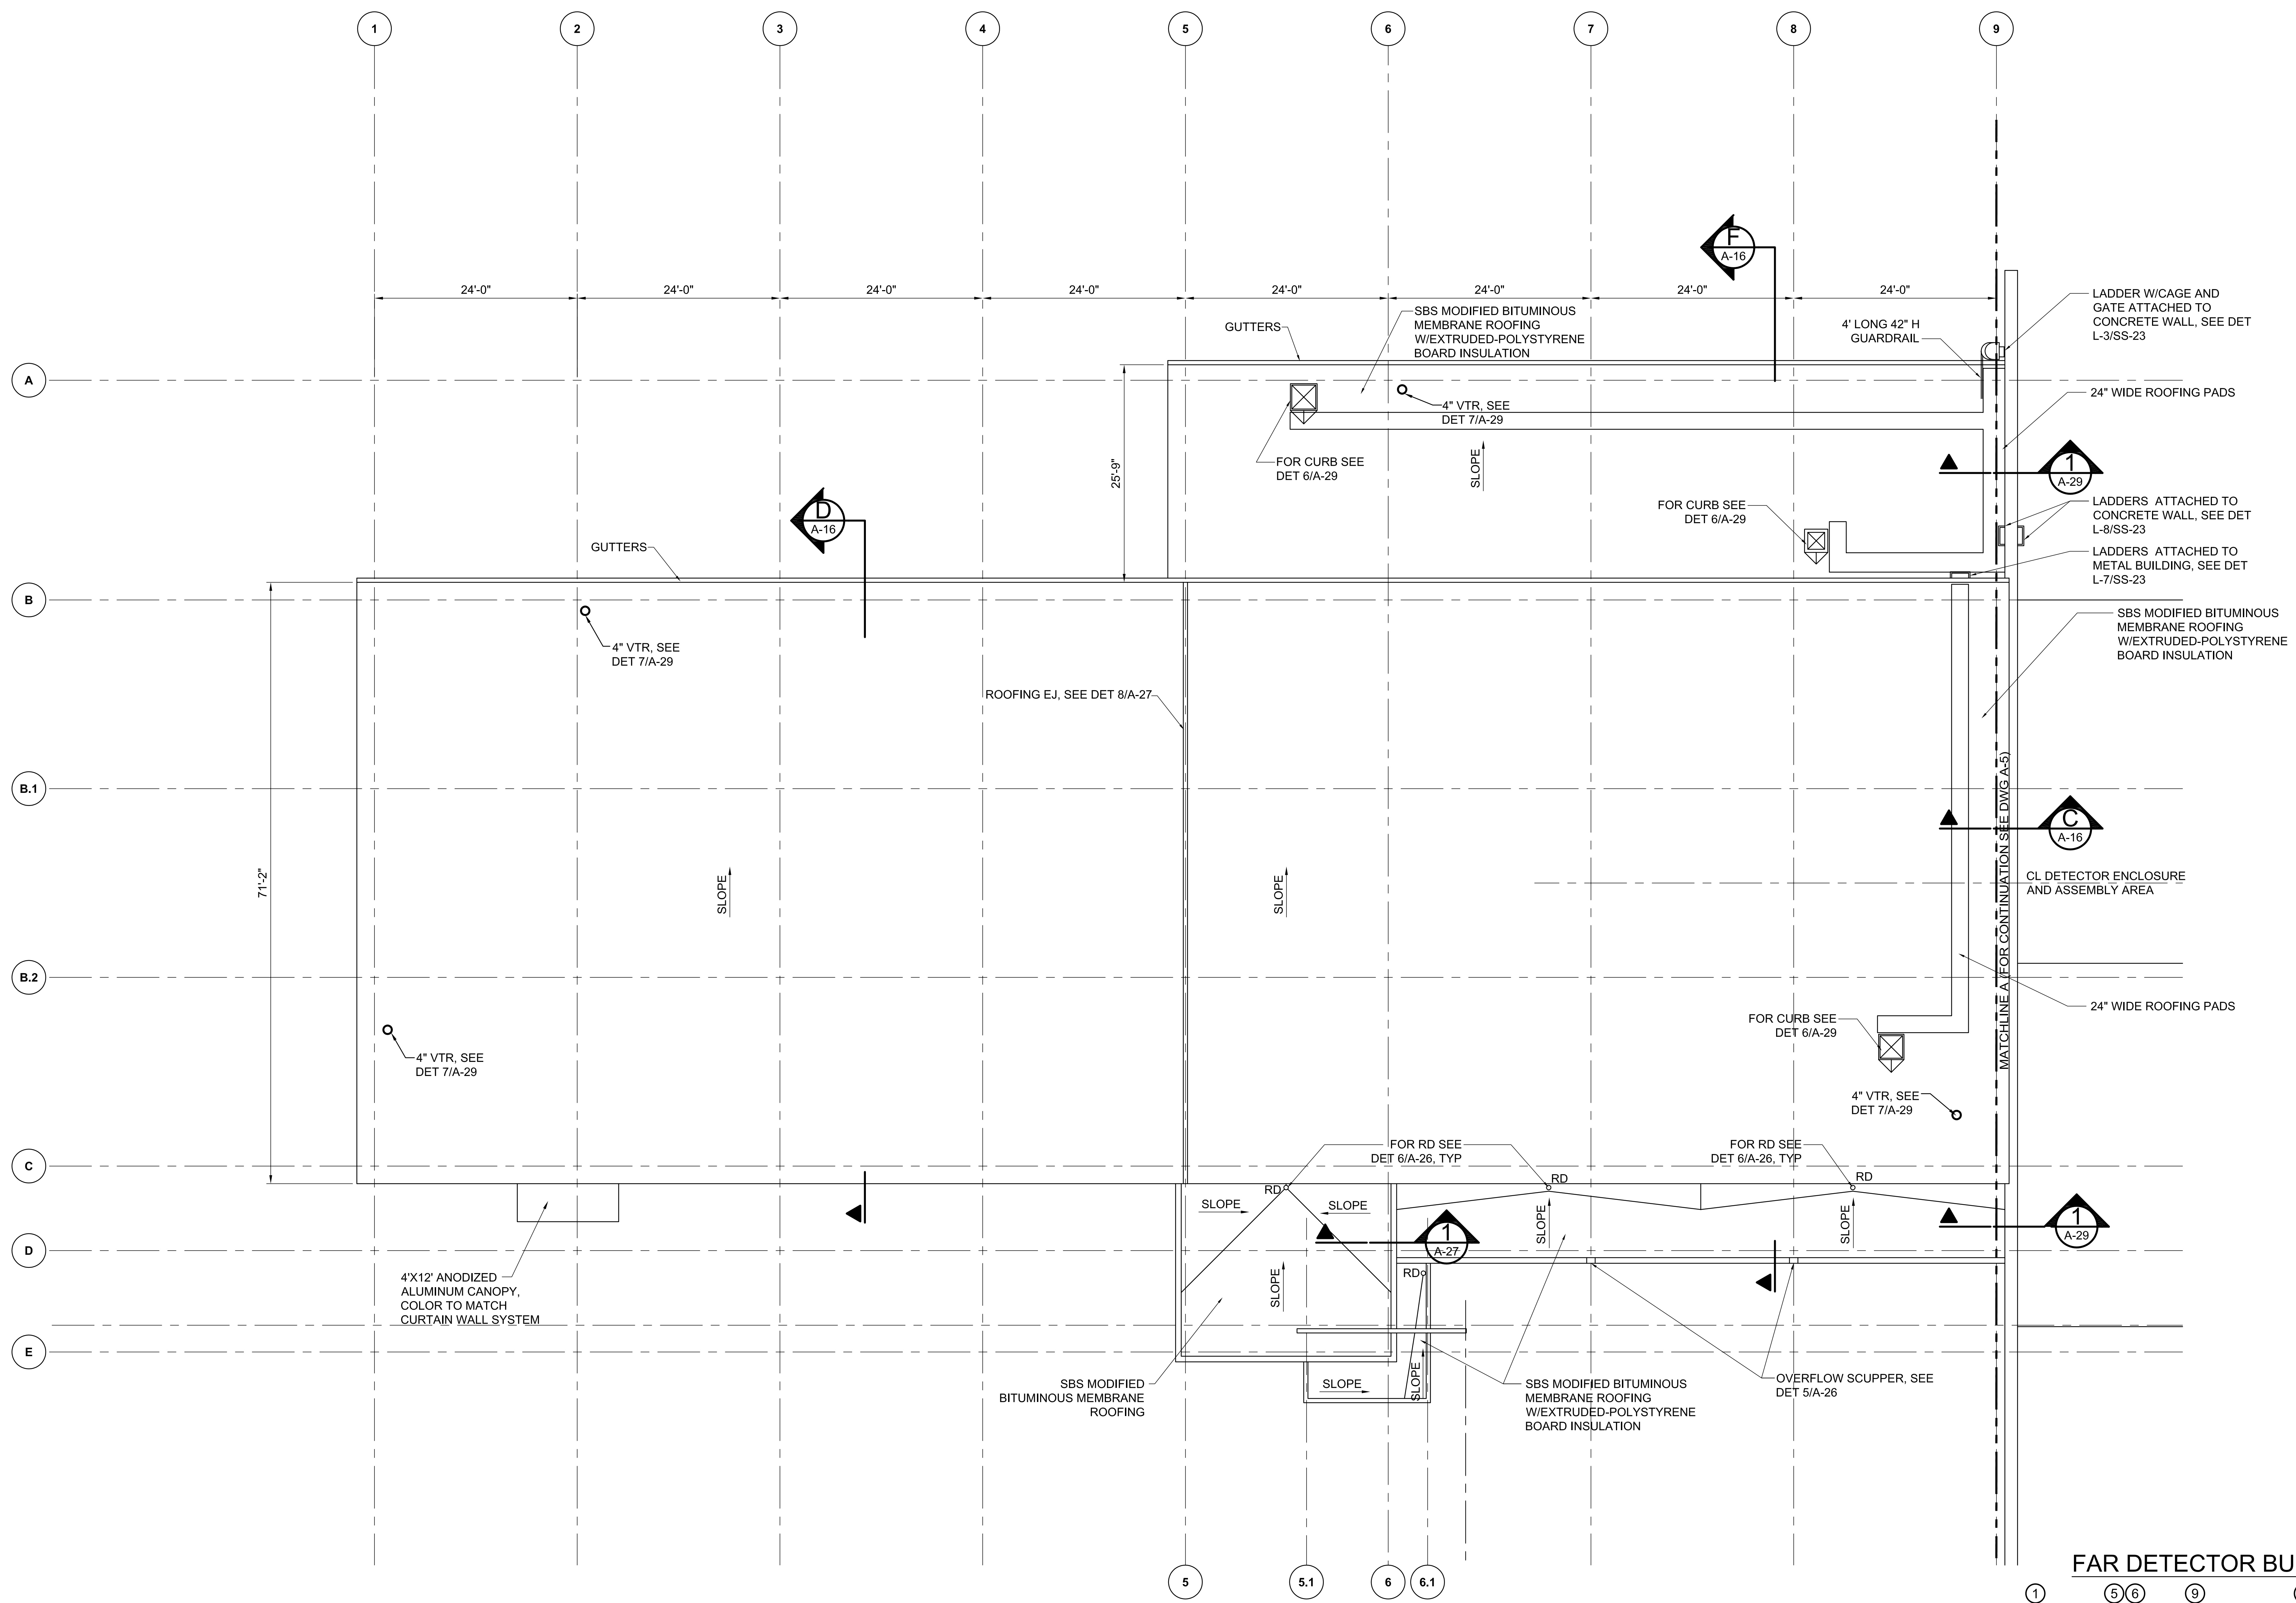 1
2
3
4
5
6
7
8
9
F
A-16
24'-0"
24'-0"
24'-0"
24'-0"
24'-0"
24'-0"
24'-0"
24'-0"
LADDER W/CAGE AND
GATE ATTACHED TO
CONCRETE WALL, SEE DET
L-3/SS-23
SBS MODIFIED BITUMINOUS
MEMBRANE ROOFING
W/EXTRUDED-POLYSTYRENE
BOARD INSULATION
GUTTERS
4' LONG 42" H
GUARDRAIL
A
24" WIDE ROOFING PADS
4" VTR, SEE
DET 7/A-29
25'-9"
FOR CURB SEE
DET 6/A-29
SLOPE
1
A-29
D
A-16
FOR CURB SEE
DET 6/A-29
LADDERS ATTACHED TO
CONCRETE WALL, SEE DET
L-8/SS-23
GUTTERS
LADDERS ATTACHED TO
METAL BUILDING, SEE DET
L-7/SS-23
B
SBS MODIFIED BITUMINOUS
MEMBRANE ROOFING
W/EXTRUDED-POLYSTYRENE
BOARD INSULATION
4" VTR, SEE
DET 7/A-29
ROOFING EJ, SEE DET 8/A-27
B.1
C
A-16
MATCHLINE A (FOR CONTINUATION SEE DWG A-5)
71'-2"
SLOPE
SLOPE
CL DETECTOR ENCLOSURE
AND ASSEMBLY AREA
B.2
24" WIDE ROOFING PADS
FOR CURB SEE
DET 6/A-29
4" VTR, SEE
DET 7/A-29
4" VTR, SEE
DET 7/A-29
C
FOR RD SEE
DET 6/A-26, TYP
FOR RD SEE
DET 6/A-26, TYP
RD
RD
RD
SLOPE
SLOPE
SLOPE
SLOPE
1
A-27
1
A-29
D
RD
SLOPE
4'X12' ANODIZED
ALUMINUM CANOPY,
COLOR TO MATCH
CURTAIN WALL SYSTEM
E
SLOPE
SLOPE
SBS MODIFIED
BITUMINOUS MEMBRANE
ROOFING
SBS MODIFIED BITUMINOUS
MEMBRANE ROOFING
W/EXTRUDED-POLYSTYRENE
BOARD INSULATION
OVERFLOW SCUPPER, SEE
DET 5/A-26
5
5.1
6
6.1
FAR DETECTOR BU
1
5
6
9